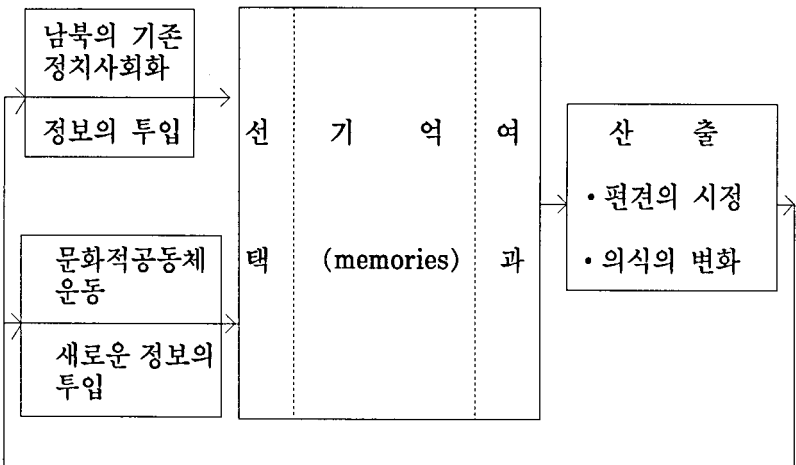 남북의 기존
정치사회화
정보의 투입
문화적공동체
운동
새로운 정보의
투입
선택
기억
(memories)
여과
산 출
• 편견의 시정
• 의식의 변화